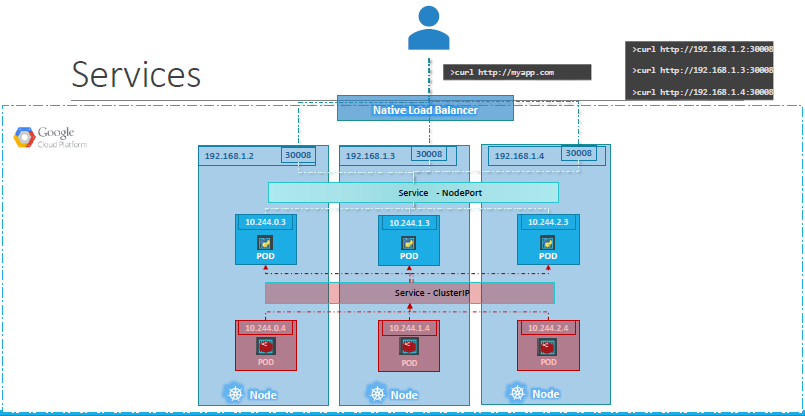 Services
>curl http://myapp.com
>curl http://192.168.1.2:30008
>curl http://192.168.1.3:30008
>curl http://192.168.1.4:30008
Native Load Balancer
Google
Cloud Platform
192.168.1.2
30008
192.168.1.3
30008
192.168.1.4
30008
Service - NodePort
10.244.0.3
POD
10.244.1.3
POD
10.244.2.3
POD
Service - ClusterIP
10.244.0.4
POD
10.244.1.4
POD
10.244.2.4
POD
Node
Node
Node